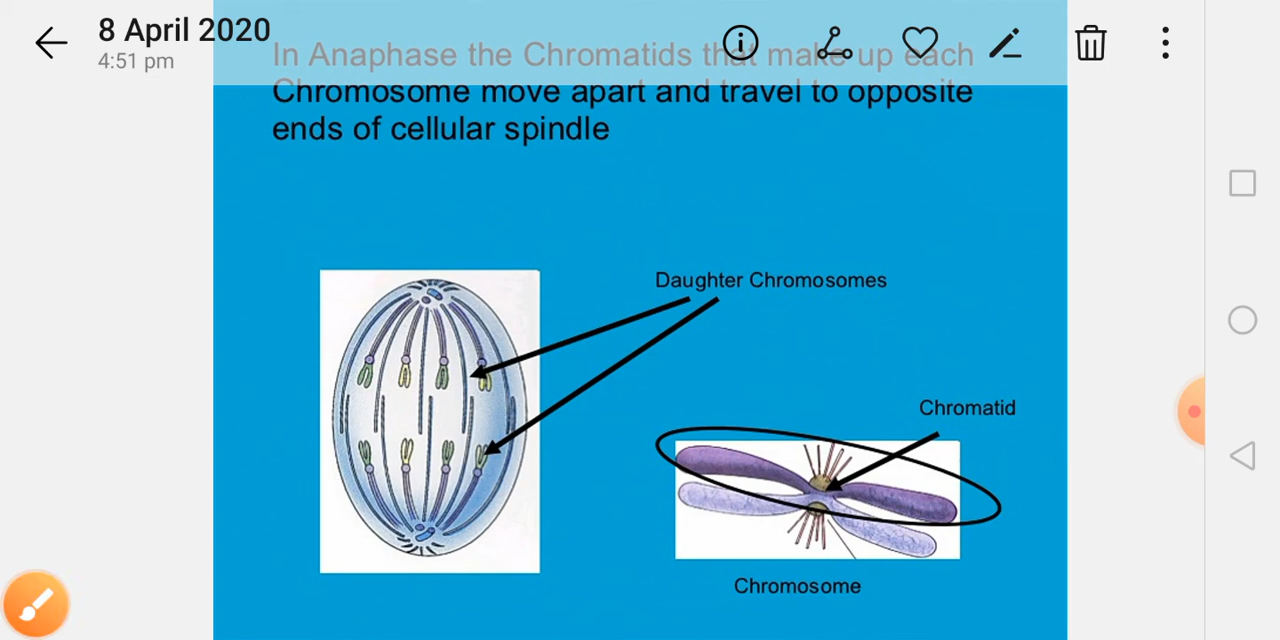 8 April 2020
4:51 pm
In Anaphase the Chromatids that make up each
Chromosome move apart and travel to opposite
ends of cellular spindle
Daughter Chromosomes
Chromatid
Chromosome